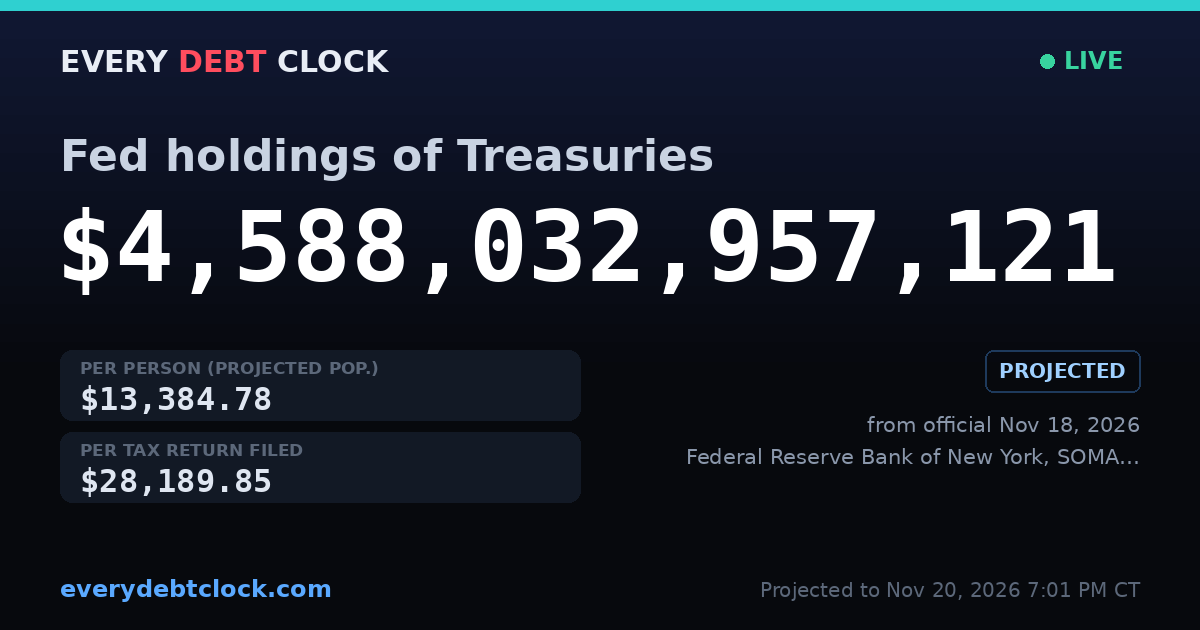 EVERY DEBT CLOCK
LIVE
Fed holdings of Treasuries
$4,588,032,957,121
PER PERSON (PROJECTED POP.)
$13,384.78
PER TAX RETURN FILED
$28,189.85
PROJECTED
from official Nov 18, 2026
Federal Reserve Bank of New York, SOMA…
everydebtclock.com
Projected to Nov 20, 2026 7:01 PM CT